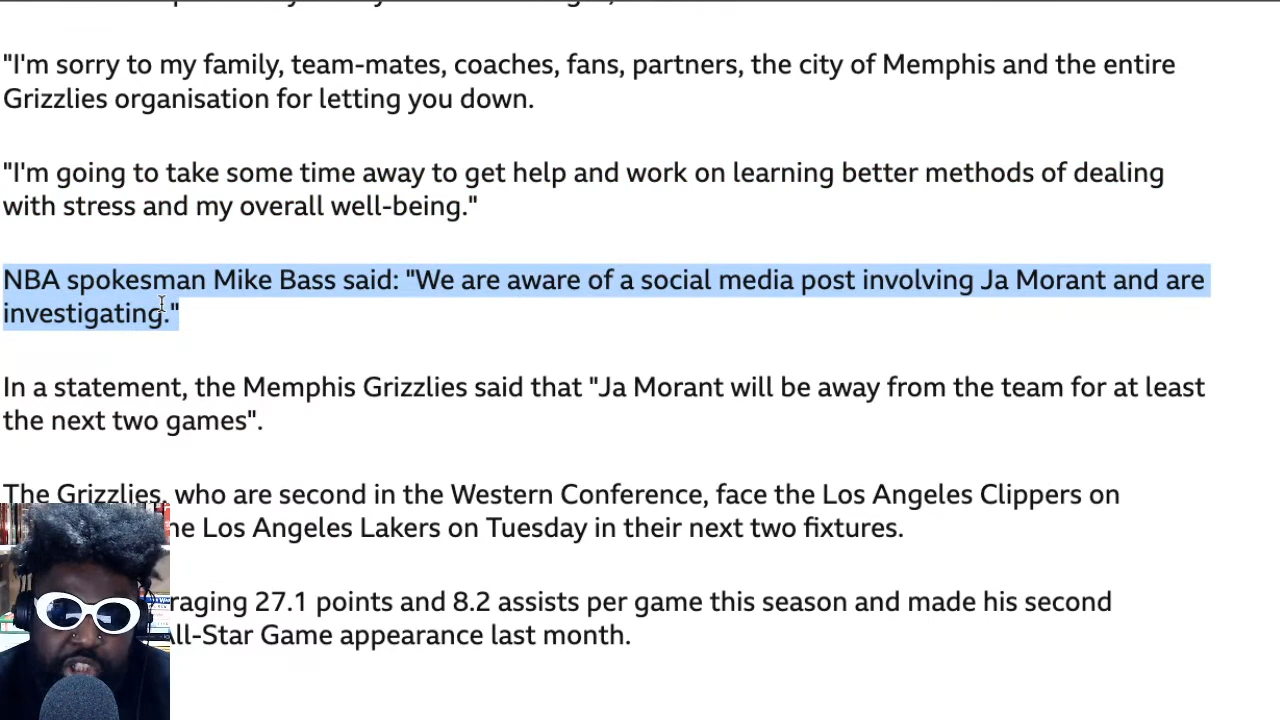 "I'm sorry to my family, team-mates, coaches, fans, partners, the city of Memphis and the entire
Grizzlies organisation for letting you down.
"I'm going to take some time away to get help and work on learning better methods of dealing
with stress and my overall well-being."
NBA spokesman Mike Bass said: "We are aware of a social media post involving Ja Morant and are
investigating."
In a statement, the Memphis Grizzlies said that "Ja Morant will be away from the team for at least
the next two games".
The Grizzlies, who are second in the Western Conference, face the Los Angeles Clippers on
Los Angeles Lakers on Tuesday in their next two fixtures.
27.1 points and 8.2 assists per game this season and made his second
All-Star Game appearance last month.